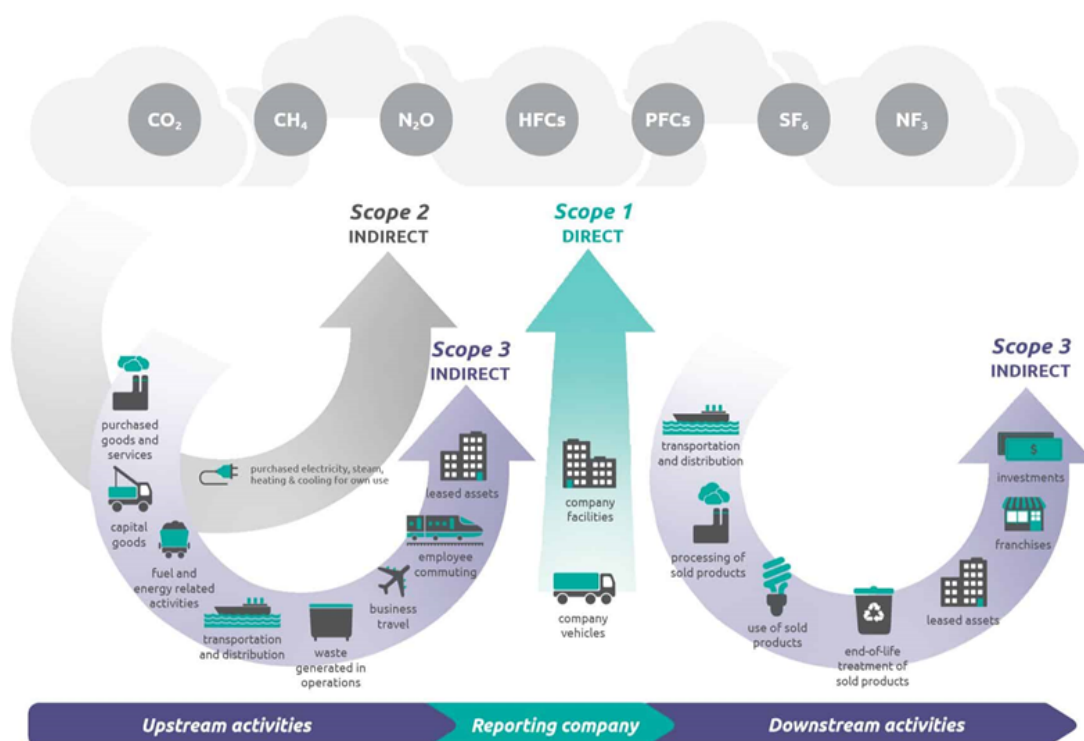 CO₂
CH₄
N₂O
HFCs
PFCs
SF₆
NF₃
Scope 2
INDIRECT
Scope 1
DIRECT
Scope 3
INDIRECT
Scope 3
INDIRECT
purchased
goods and
services
capital
goods
fuel and
energy related
activities
transportation
and distribution
waste
generated in
operations
business
travel
employee
commuting
leased assets
purchased electricity, steam,
heating & cooling for own use
company
facilities
company
vehicles
transportation
and distribution
processing of
sold products
use of sold
products
end-of-life
treatment of
sold products
leased assets
franchises
investments
$
Upstream activities
Reporting company
Downstream activities